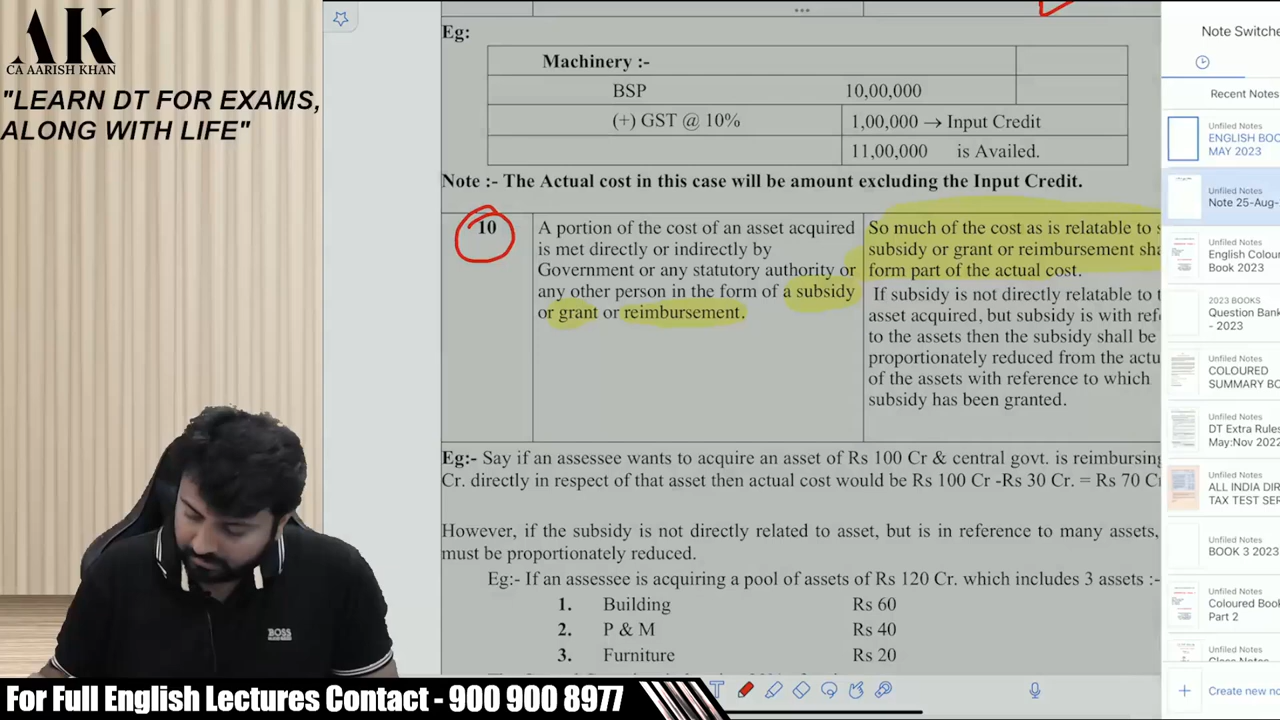 AK
CA AARISH KHAN
"LEARN DT FOR EXAMS,
ALONG WITH LIFE"
Eg:
Machinery :-
BSP 10,00,000
(+) GST @ 10% 1,00,000 → Input Credit
11,00,000 is Availed.
Note :- The Actual cost in this case will be amount excluding the Input Credit.
10
A portion of the cost of an asset acquired
is met directly or indirectly by
Government or any statutory authority or
any other person in the form of a subsidy
or grant or reimbursement.
So much of the cost as is relatable to s
subsidy or grant or reimbursement sha
form part of the actual cost.
If subsidy is not directly relatable to t
asset acquired, but subsidy is with refe
to the assets then the subsidy shall be
proportionately reduced from the actu
of the assets with reference to which
subsidy has been granted.
Eg:- Say if an assessee wants to acquire an asset of Rs 100 Cr & central govt. is reimbursing
Cr. directly in respect of that asset then actual cost would be Rs 100 Cr -Rs 30 Cr. = Rs 70 Cr
However, if the subsidy is not directly related to asset, but is in reference to many assets,
must be proportionately reduced.
Eg:- If an assessee is acquiring a pool of assets of Rs 120 Cr. which includes 3 assets :-
1. Building Rs 60
2. P & M Rs 40
3. Furniture Rs 20
Note Switche
Recent Notes
Unfiled Notes
ENGLISH BOO
MAY 2023
Unfiled Notes
Note 25-Aug-
Unfiled Notes
English Colou
Book 2023
2023 BOOKS
Question Bank
- 2023
Unfiled Notes
COLOURED
SUMMARY BO
Unfiled Notes
DT Extra Rules
May:Nov 2022
Unfiled Notes
ALL INDIA DIR
TAX TEST SER
Unfiled Notes
BOOK 3 2023
Unfiled Notes
Coloured Book
Part 2
Unfiled Notes
Class Notes
Create new no
For Full English Lectures Contact - 900 900 8977